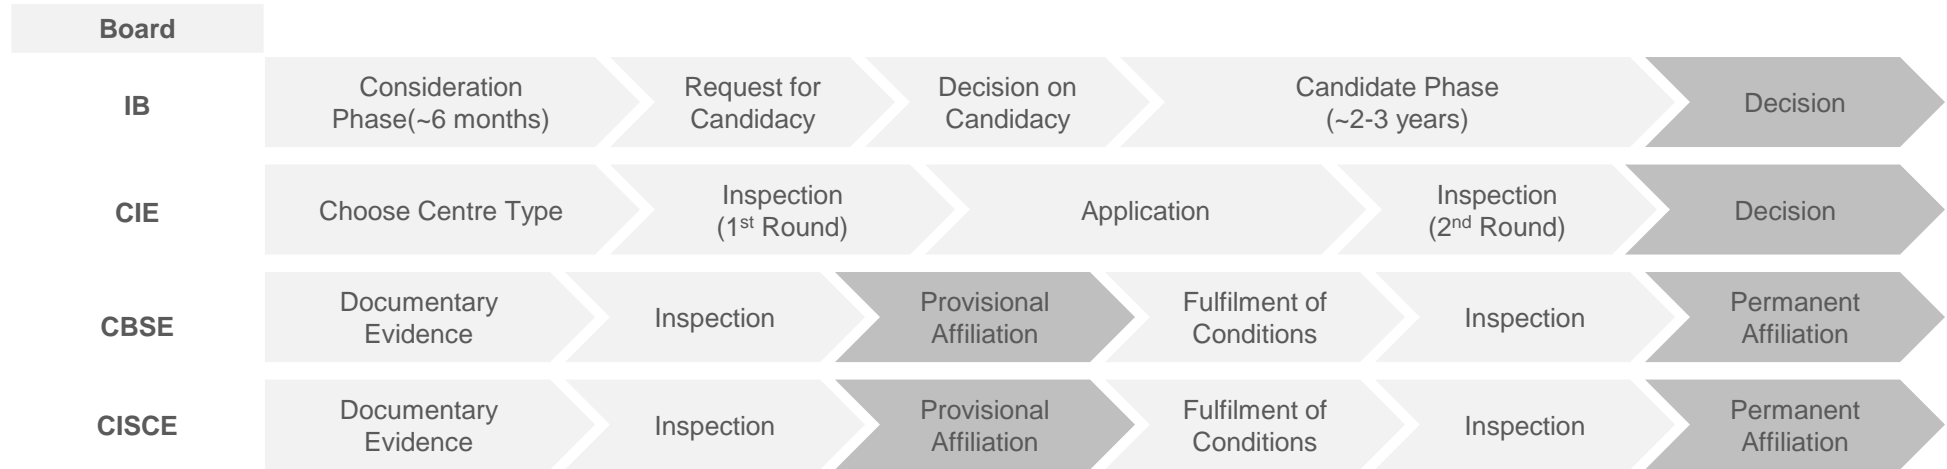 Board
IB
Consideration
Phase(~6 months)
Request for
Candidacy
Decision on
Candidacy
Candidate Phase
(~2-3 years)
Decision
CIE
Choose Centre Type
Inspection
(1st Round)
Application
Inspection
(2nd Round)
Decision
CBSE
Documentary
Evidence
Inspection
Provisional
Affiliation
Fulfilment of
Conditions
Inspection
Permanent
Affiliation
CISCE
Documentary
Evidence
Inspection
Provisional
Affiliation
Fulfilment of
Conditions
Inspection
Permanent
Affiliation